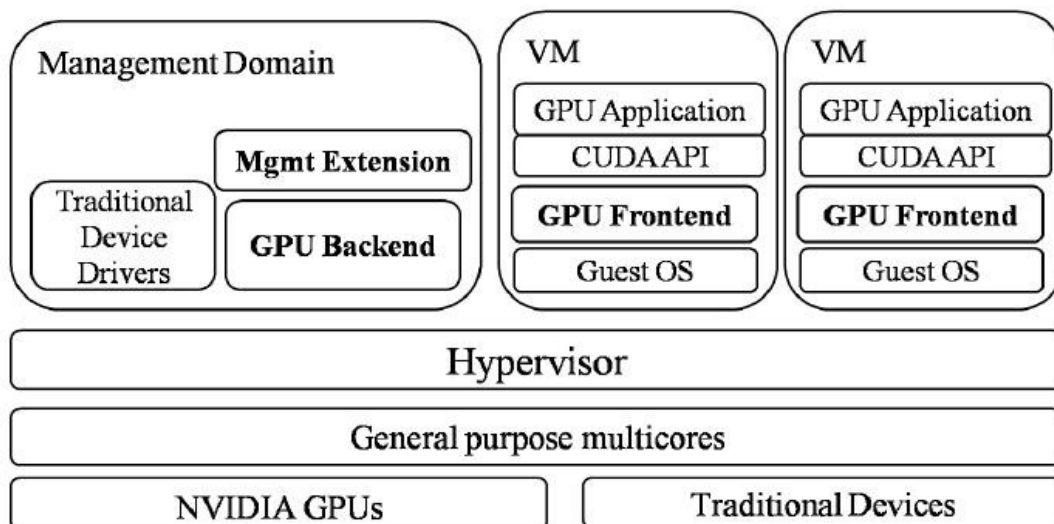 Management Domain
Mgmt Extension
Traditional
Device
Drivers
GPU Backend
VM
GPU Application
CUDA API
GPU Frontend
Guest OS
VM
GPU Application
CUDA API
GPU Frontend
Guest OS
Hypervisor
General purpose multicores
NVIDIA GPUs
Traditional Devices